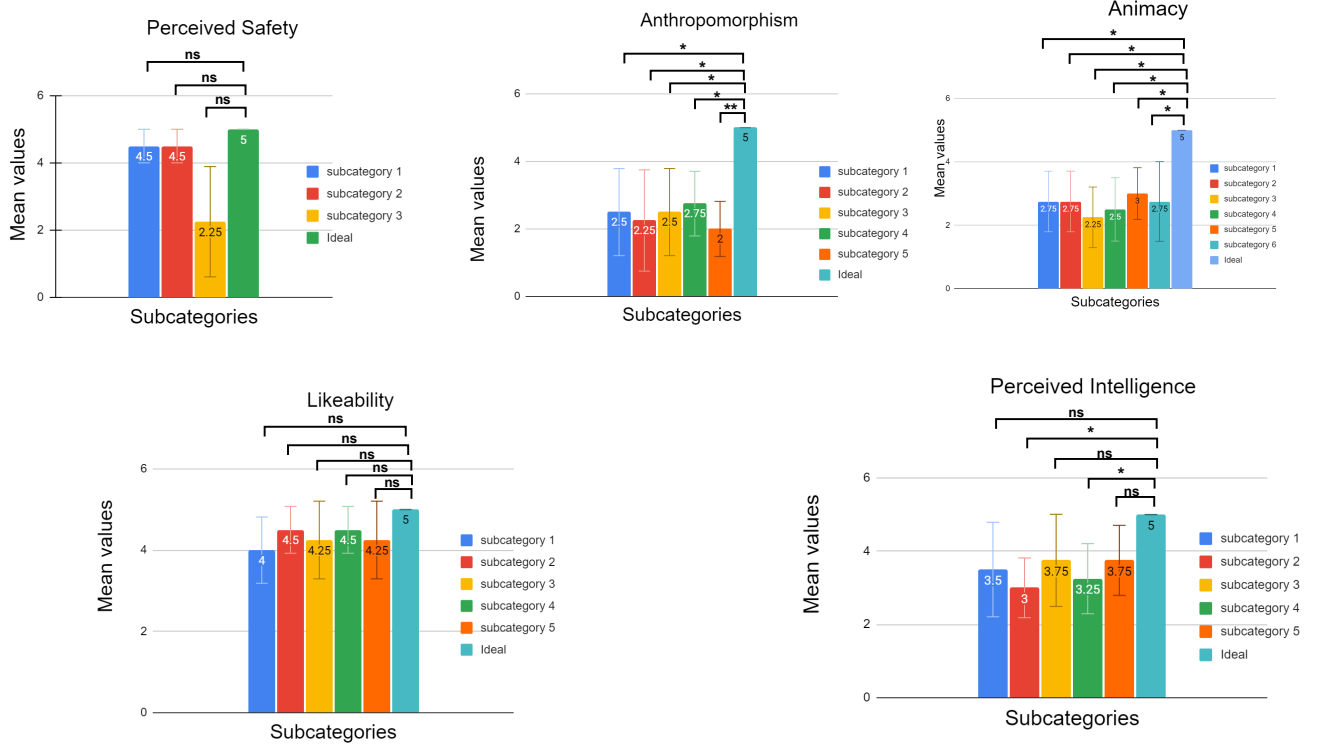 Perceived Safety
ns
ns
ns
6
4
2
0
Mean values
4.5
4.5
2.25
5
subcategory 1
subcategory 2
subcategory 3
Ideal
Subcategories
Anthropomorphism
*
*
*
*
**
6
4
2
0
Mean values
2.5
2.25
2.5
2.75
2
5
subcategory 1
subcategory 2
subcategory 3
subcategory 4
subcategory 5
Ideal
Subcategories
Animacy
*
*
*
*
*
*
6
4
2
0
Mean values
2.75
2.75
2.25
2.5
3
2.75
5
subcategory 1
subcategory 2
subcategory 3
subcategory 4
subcategory 5
subcategory 6
Ideal
Subcategories
Likeability
ns
ns
ns
ns
ns
6
4
2
0
Mean values
4
4.5
4.25
4.5
4.25
5
subcategory 1
subcategory 2
subcategory 3
subcategory 4
subcategory 5
Ideal
Subcategories
Perceived Intelligence
ns
*
ns
*
ns
6
4
2
0
Mean values
3.5
3
3.75
3.25
3.75
5
subcategory 1
subcategory 2
subcategory 3
subcategory 4
subcategory 5
Ideal
Subcategories